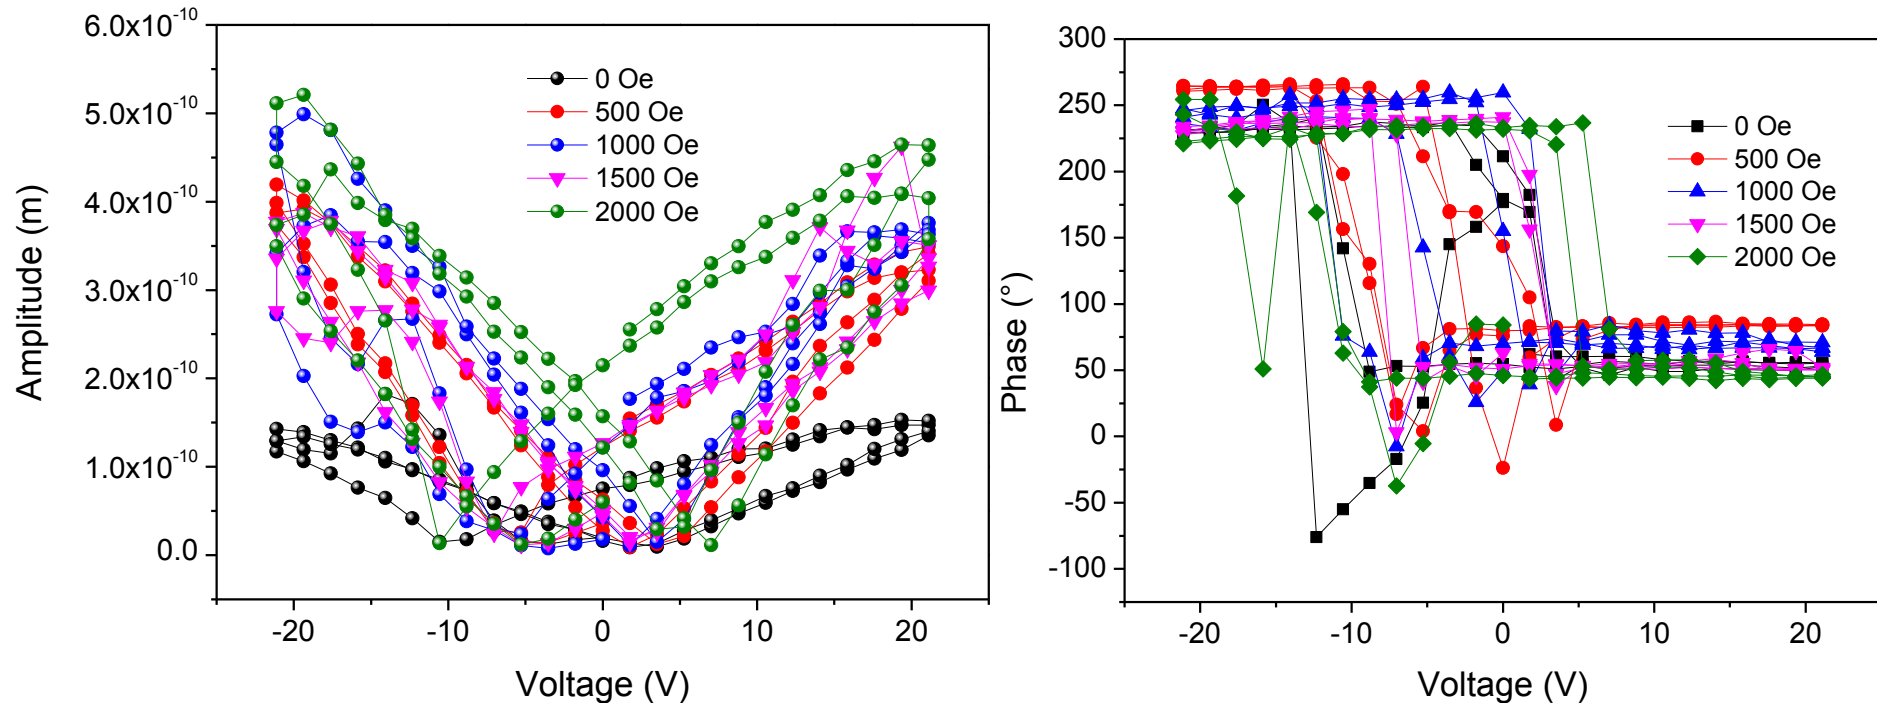 6.0x10⁻¹⁰
5.0x10⁻¹⁰
4.0x10⁻¹⁰
3.0x10⁻¹⁰
2.0x10⁻¹⁰
1.0x10⁻¹⁰
0.0
Amplitude (m)
0 Oe
500 Oe
1000 Oe
1500 Oe
2000 Oe
-20 -10 0 10 20
Voltage (V)
300
250
200
150
100
50
0
-50
-100
Phase (°)
0 Oe
500 Oe
1000 Oe
1500 Oe
2000 Oe
-20 -10 0 10 20
Voltage (V)